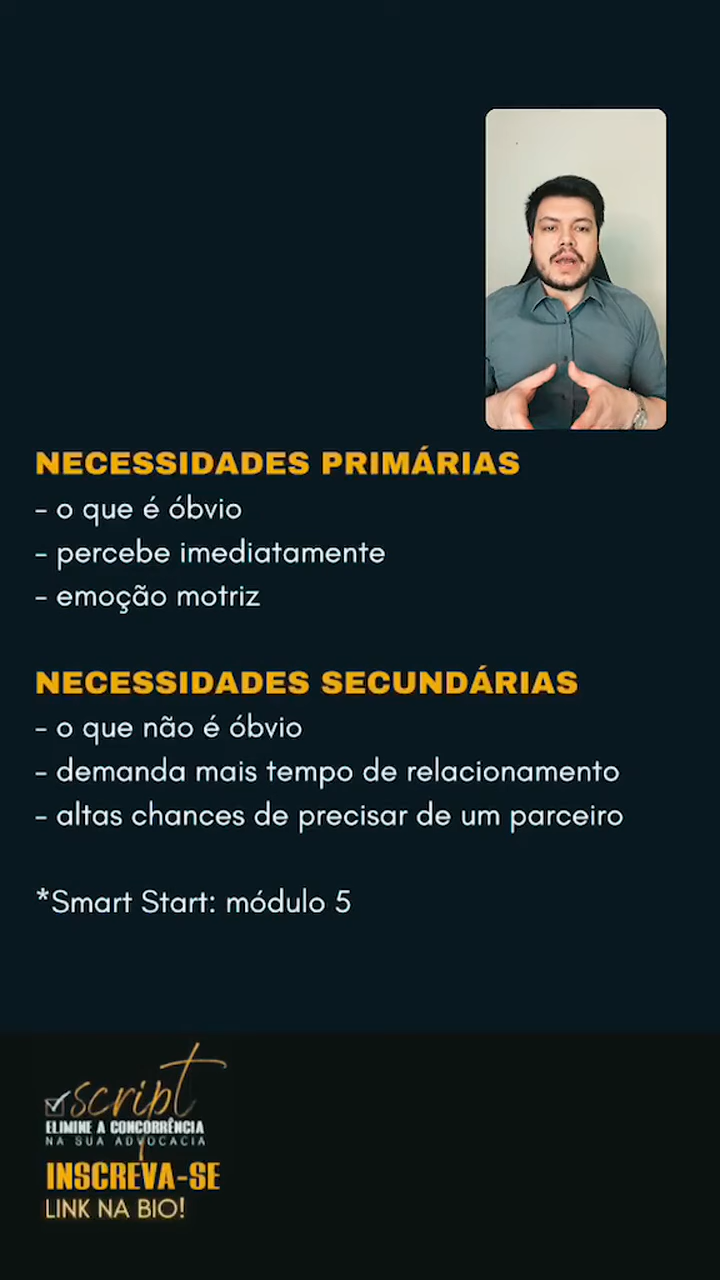 NECESSIDADES PRIMÁRIAS
- o que é óbvio
- percebe imediatamente
- emoção motriz
NECESSIDADES SECUNDÁRIAS
- o que não é óbvio
- demanda mais tempo de relacionamento
- altas chances de precisar de um parceiro
*Smart Start: módulo 5
script
ELIMINE A CONCORRÊNCIA
NA SUA ADVOCACIA
INSCREVA-SE
LINK NA BIO!